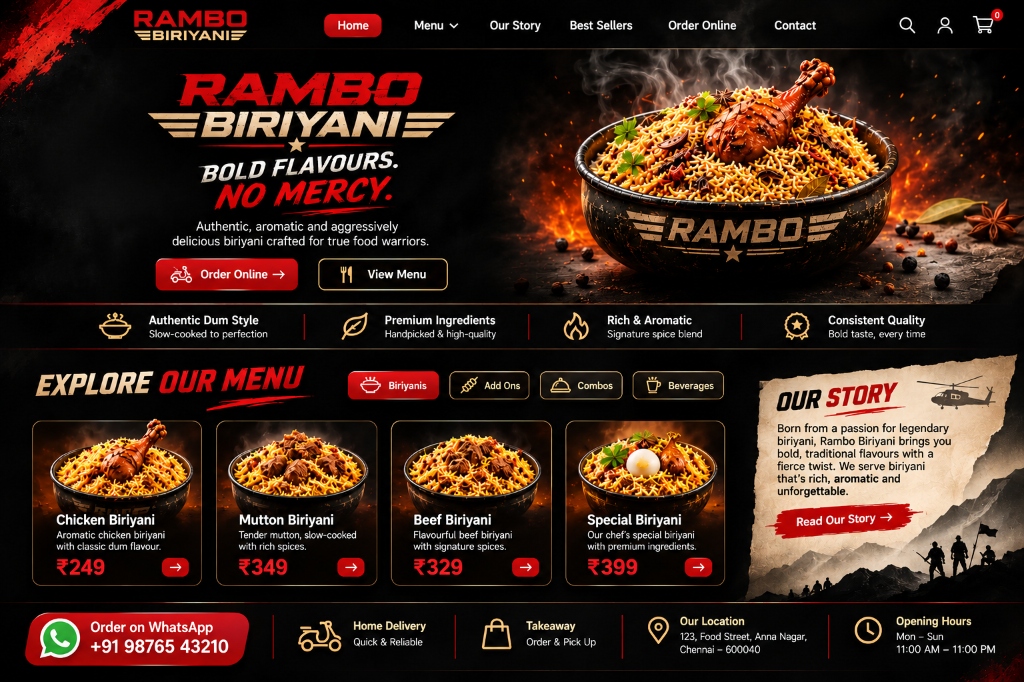 RAMBO
BIRIYANI
Home
Menu
Our Story
Best Sellers
Order Online
Contact
0
RAMBO
BIRIYANI
BOLD FLAVOURS.
NO MERCY.
Authentic, aromatic and aggressively
delicious biriyani crafted for true food warriors.
Order Online →
View Menu
RAMBO
Authentic Dum Style
Slow-cooked to perfection
Premium Ingredients
Handpicked & high-quality
Rich & Aromatic
Signature spice blend
Consistent Quality
Bold taste, every time
EXPLORE OUR MENU
Biriyanis
Add Ons
Combos
Beverages
Chicken Biriyani
Aromatic chicken biriyani
with classic dum flavour.
₹249
→
Mutton Biriyani
Tender mutton, slow-cooked
with rich spices.
₹349
→
Beef Biriyani
Flavourful beef biriyani
with signature spices.
₹329
→
Special Biriyani
Our chef's special biriyani
with premium ingredients.
₹399
→
OUR STORY
Born from a passion for legendary
biriyani, Rambo Biriyani brings you
bold, traditional flavours with a
fierce twist. We serve biriyani
that's rich, aromatic and
unforgettable.
Read Our Story →
Order on WhatsApp
+91 98765 43210
Home Delivery
Quick & Reliable
Takeaway
Order & Pick Up
Our Location
123, Food Street, Anna Nagar,
Chennai – 600040
Opening Hours
Mon – Sun
11:00 AM – 11:00 PM